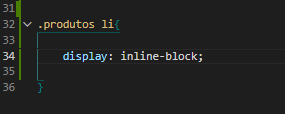 31
32 .produtos li{
33
34 display: inline-block;
35
36 }